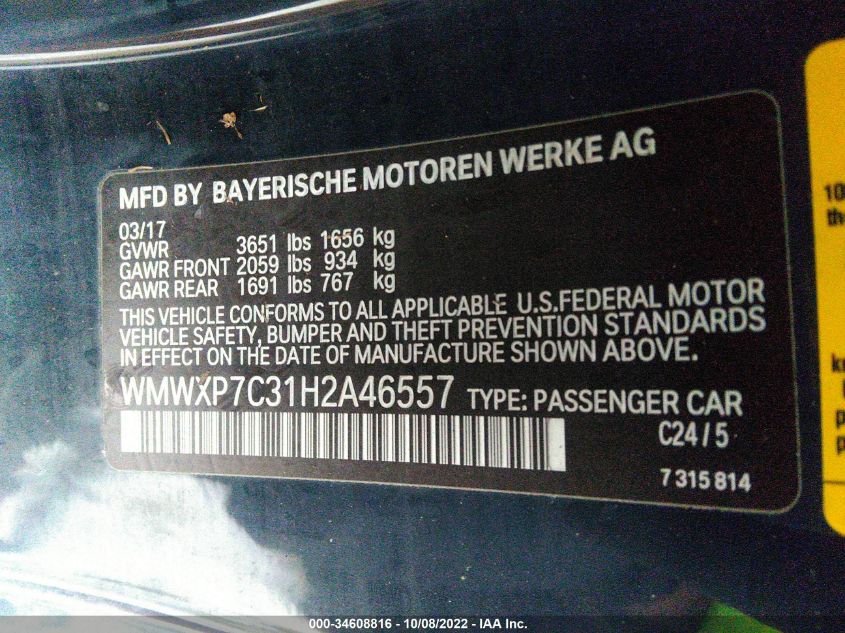 MFD BY BAYERISCHE MOTOREN WERKE AG
03/17
GVWR 3651 lbs 1656 kg
GAWR FRONT 2059 lbs 934 kg
GAWR REAR 1691 lbs 767 kg
THIS VEHICLE CONFORMS TO ALL APPLICABLE U.S.FEDERAL MOTOR
VEHICLE SAFETY, BUMPER AND THEFT PREVENTION STANDARDS
IN EFFECT ON THE DATE OF MANUFACTURE SHOWN ABOVE.
WMWXP7C31H2A46557 TYPE: PASSENGER CAR
C24/5
7 315 814
10
the
000-34608816 - 10/08/2022 - IAA Inc.